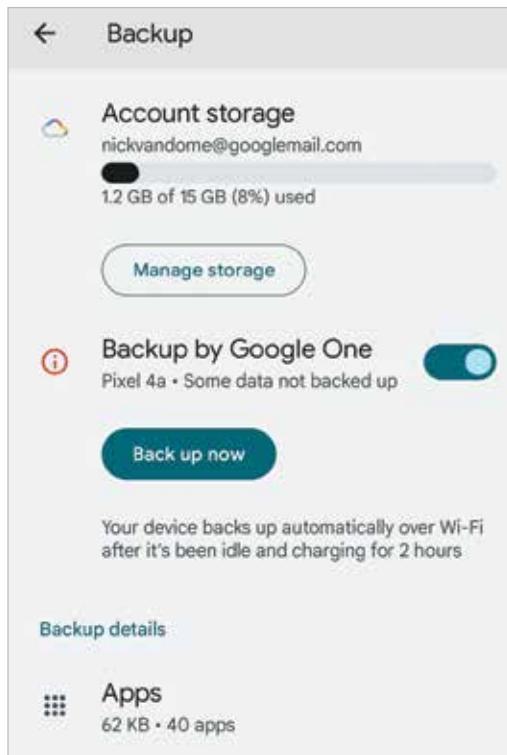 Backup
Account storage
nickvandome@googlemail.com
1.2 GB of 15 GB (8%) used
Manage storage
Backup by Google One
Pixel 4a • Some data not backed up
Back up now
Your device backs up automatically over Wi-Fi
after it's been idle and charging for 2 hours
Backup details
Apps
62 KB • 40 apps